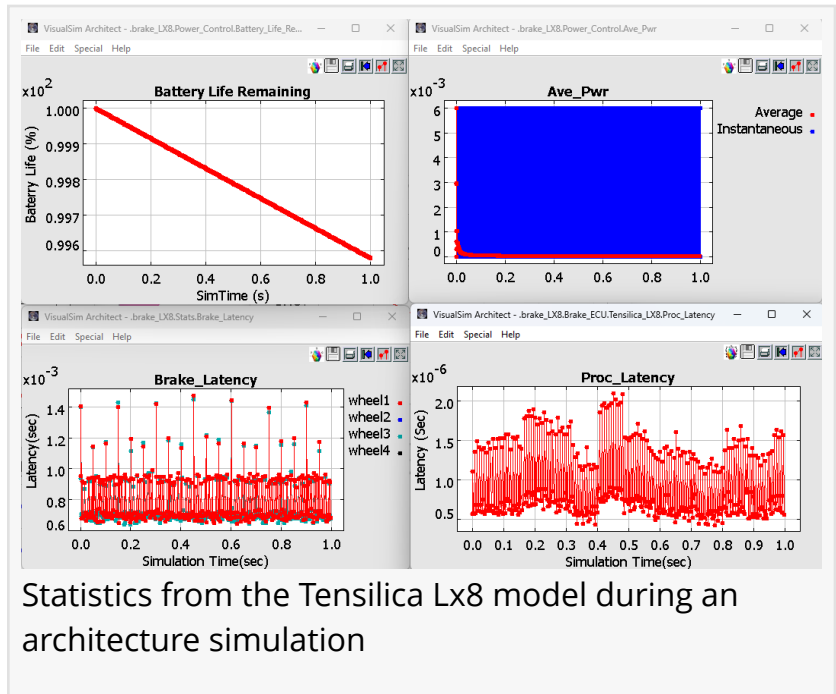 VisualSim Architect - .brake_LX8.Power_Control.Battery_Life_Re...
File Edit Special Help
x10^2
Battery Life Remaining
1.000
0.999
0.998
0.997
0.996
Baterry Life (%)
0.0 0.2 0.4 0.6 0.8 1.0
SimTime (s)
VisualSim Architect - .brake_LX8.Power_Control.Ave_Pwr
File Edit Special Help
x10^-3
Ave_Pwr
6
5
4
3
2
1
0
0.0 0.2 0.4 0.6 0.8 1.0
Average
Instantaneous
VisualSim Architect - .brake_LX8.Stats.Brake_Latency
File Edit Special Help
x10^-3
Brake_Latency
1.4
1.2
1.0
0.8
0.6
Latency(sec)
0.0 0.2 0.4 0.6 0.8 1.0
Simulation Time(sec)
wheel1
wheel2
wheel3
wheel4
VisualSim Architect - .brake_LX8.Brake_ECU.Tensilica_LX8.Proc_Latency
File Edit Special Help
x10^-6
Proc_Latency
2.0
1.5
1.0
0.5
Latency (Sec)
0.0 0.1 0.2 0.3 0.4 0.5 0.6 0.7 0.8 0.9 1.0
Simulation Time(sec)
Statistics from the Tensilica Lx8 model during an
architecture simulation